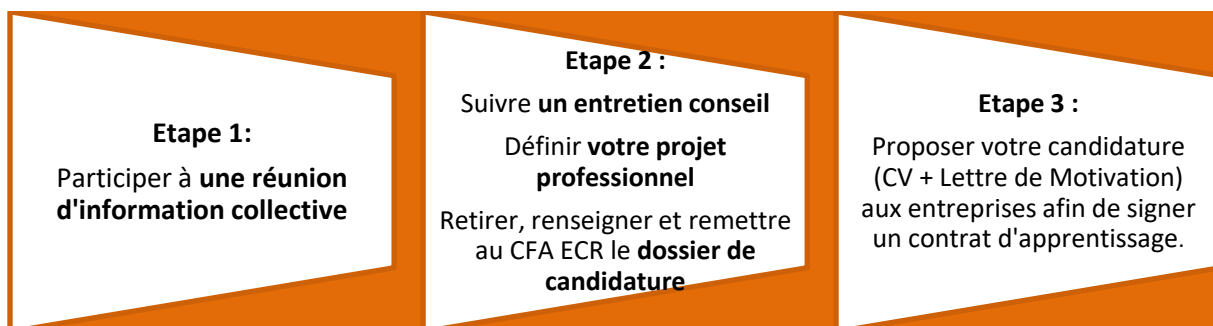 Etape 1:
Participer à une réunion
d'information collective
Etape 2 :
Suivre un entretien conseil
Définir votre projet
professionnel
Retirer, renseigner et remettre
au CFA ECR le dossier de
candidature
Etape 3 :
Proposer votre candidature
(CV + Lettre de Motivation)
aux entreprises afin de signer
un contrat d'apprentissage.